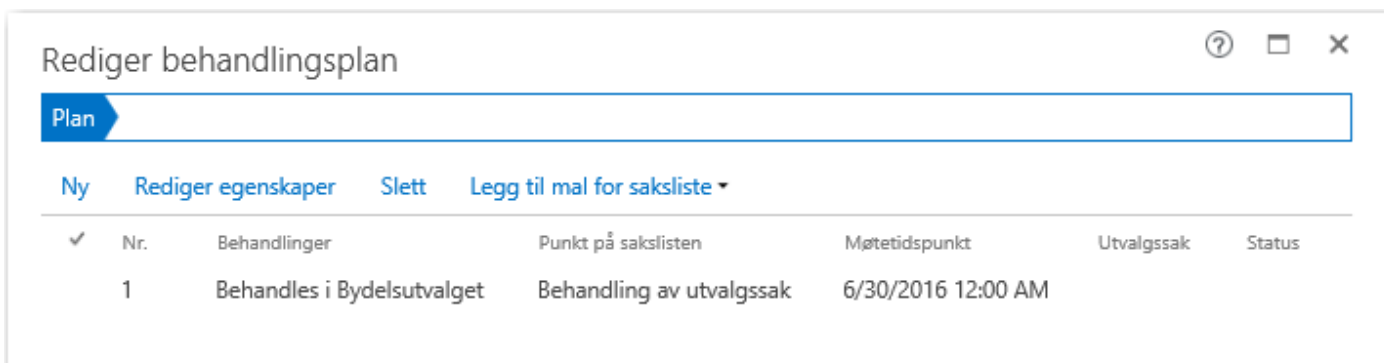 Rediger behandlingsplan
Plan
Ny Rediger egenskaper Slett Legg til mal for saksliste
Nr. Behandlinger Punkt på sakslisten Møtetidspunkt Utvalgssak Status
1 Behandles i Bydelsutvalget Behandling av utvalgssak 6/30/2016 12:00 AM